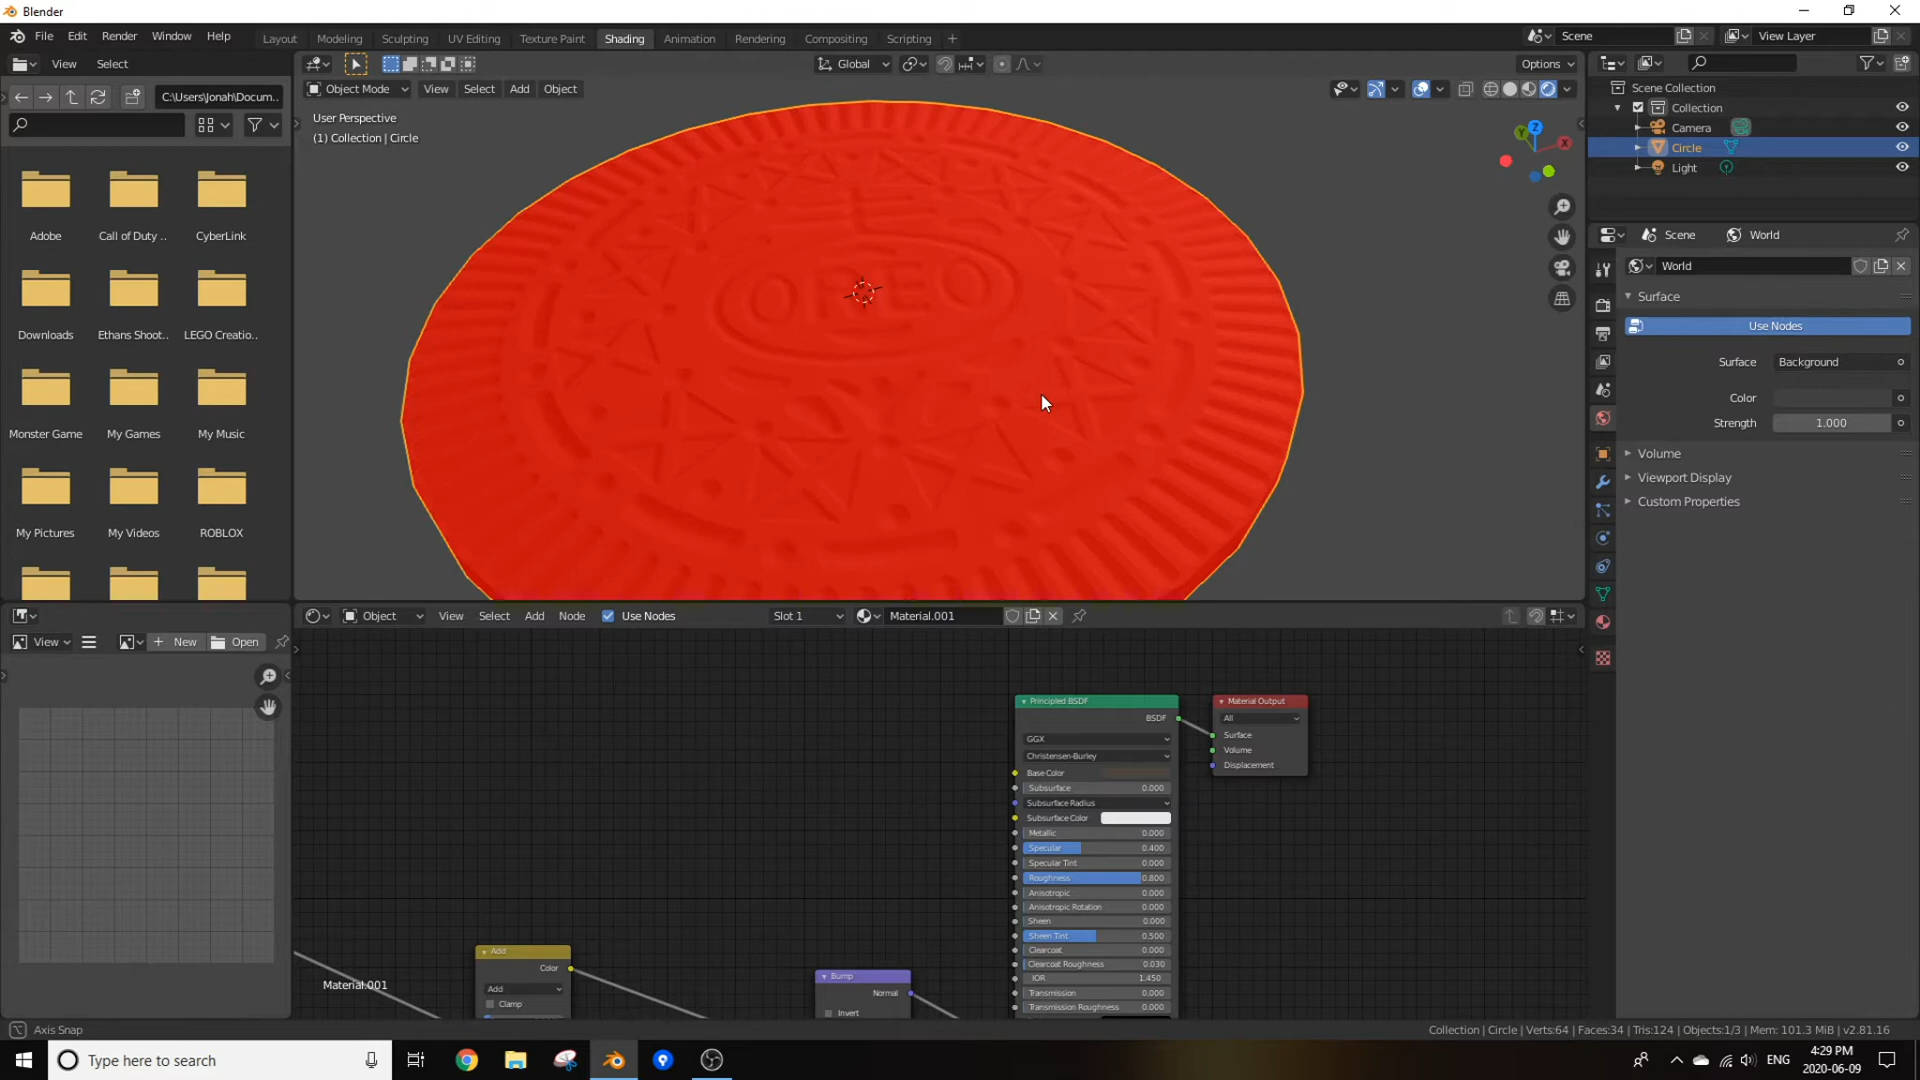 Blender
File Edit Render Window Help
Layout Modeling Sculpting UV Editing Texture Paint Shading Animation Rendering Compositing Scripting +
Scene View Layer
View Select
Global Options
C:\Users\Jonah\Docum..
Object Mode View Select Add Object
User Perspective
(1) Collection | Circle
OREO
Z
Y
X
Scene Collection
Collection
Camera
Circle
Light
Scene World
World
Surface
Use Nodes
Surface Background
Color
Strength 1.000
Volume
Viewport Display
Custom Properties
Adobe Call of Duty .. CyberLink
Downloads Ethans Shoot.. LEGO Creatio..
Monster Game My Games My Music
My Pictures My Videos ROBLOX
View New Open
Object View Select Add Node Use Nodes Slot 1 Material.001
Principled BSDF
BSDF
GGX
Christensen-Burley
Base Color
Subsurface 0.000
Subsurface Radius
Subsurface Color
Metallic 0.000
Specular 0.400
Specular Tint 0.000
Roughness 0.800
Anisotropic 0.000
Anisotropic Rotation 0.000
Sheen 0.000
Sheen Tint 0.500
Clearcoat 0.000
Clearcoat Roughness 0.030
IOR 1.450
Transmission 0.000
Transmission Roughness 0.000
Material Output
All
Surface
Volume
Displacement
Add
Color
Add
Clamp
Bump
Normal
Invert
Material.001
Axis Snap
Collection | Circle | Verts:64 | Faces:34 | Tris:124 | Objects:1/3 | Mem: 101.3 MiB | v2.81.16
Type here to search
ENG
4:29 PM
2020-06-09